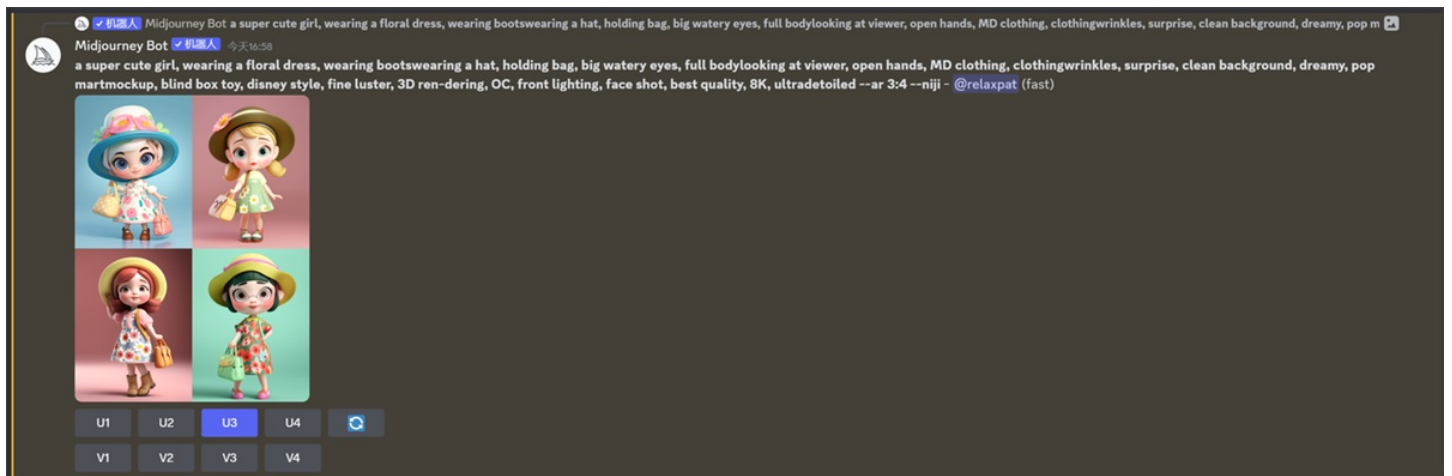 ✓机器人 Midjourney Bot a super cute girl, wearing a floral dress, wearing bootswearing a hat, holding bag, big watery eyes, full bodylooking at viewer, open hands, MD clothing, clothingwrinkles, surprise, clean background, dreamy, pop m
Midjourney Bot ✓机器人 今天16:58
a super cute girl, wearing a floral dress, wearing bootswearing a hat, holding bag, big watery eyes, full bodylooking at viewer, open hands, MD clothing, clothingwrinkles, surprise, clean background, dreamy, pop
martmockup, blind box toy, disney style, fine luster, 3D ren-dering, OC, front lighting, face shot, best quality, 8K, ultradetoiled --ar 3:4 --niji - @relaxpat (fast)
U1 U2 U3 U4
V1 V2 V3 V4